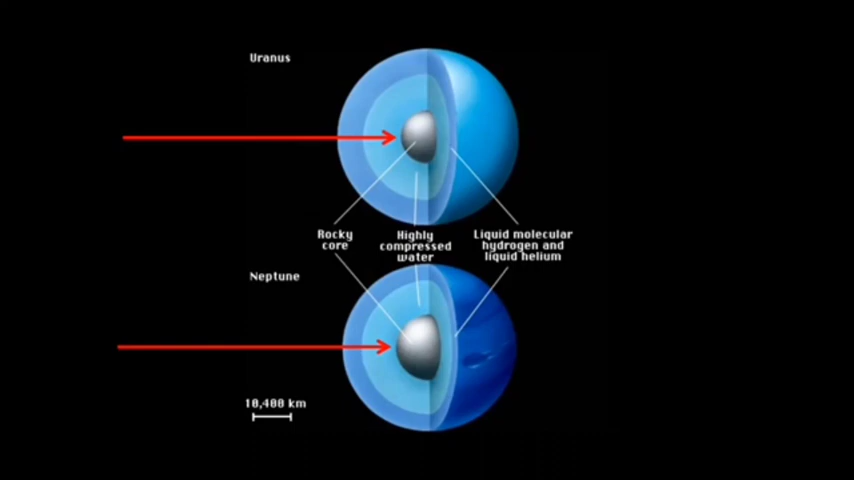 Uranus
Rocky
core
Highly
compressed
water
Liquid molecular
hydrogen and
liquid helium
Neptune
10,400 km